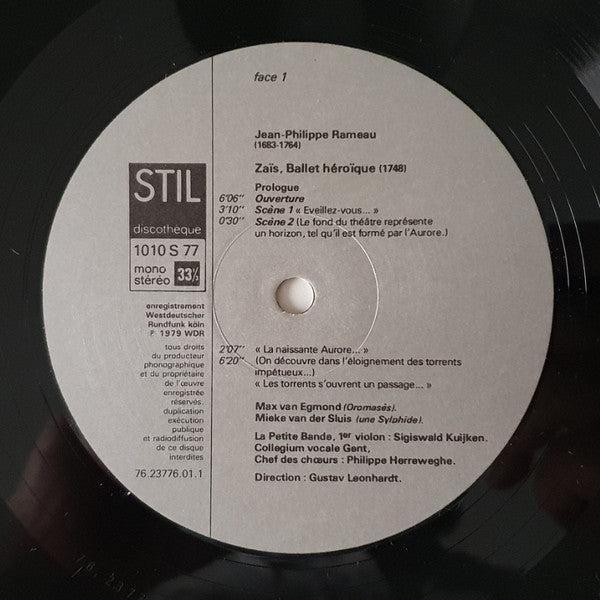 face 1
Jean-Philippe Rameau
(1683-1764)
Zaïs, Ballet héroïque (1748)
Prologue
6'06" Ouverture
3'10" Scène 1 « Eveillez-vous... »
0'30" Scène 2 (Le fond du théâtre représente
un horizon, tel qu'il est formé par l'Aurore.)
2'07" « La naissante Aurore... »
6'20" (On découvre dans l'éloignement des torrents
impétueux...)
« Les torrents s'ouvrent un passage... »
Max van Egmond (Oromasès).
Mieke van der Sluis (une Sylphide).
La Petite Bande, 1er violon : Sigiswald Kuijken.
Collegium vocale Gent,
Chef des chœurs : Philippe Herreweghe.
Direction : Gustav Leonhardt.
STIL
discothèque
1010 S 77
mono
stéréo 33⅓
enregistrement
Westdeutscher
Rundfunk köln
P 1979 WDR
tous droits
du producteur
phonographique
et du propriétaire
de l'œuvre
enregistrée
réservés.
duplication
exécution
publique
et radiodiffusion
de ce disque
interdites
76.23776.01.1